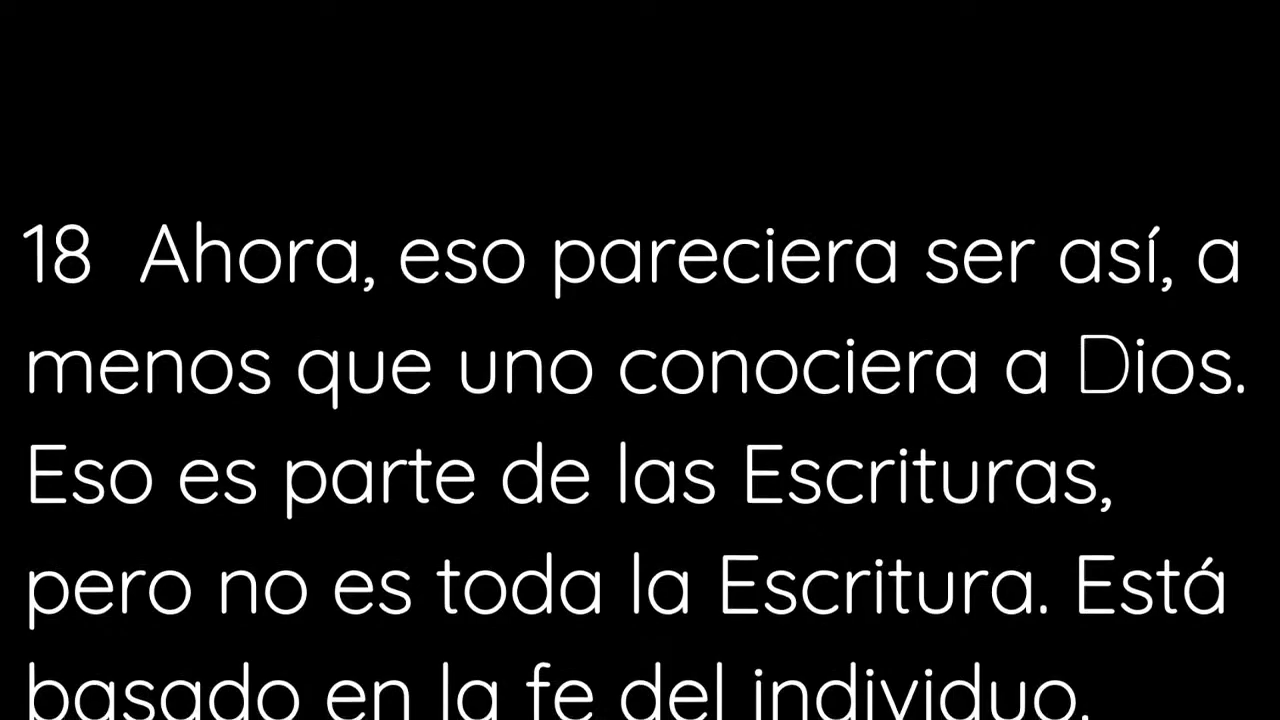 18 Ahora, eso pareciera ser así, a
menos que uno conociera a Dios.
Eso es parte de las Escrituras,
pero no es toda la Escritura. Está
basado en la fe del individuo.